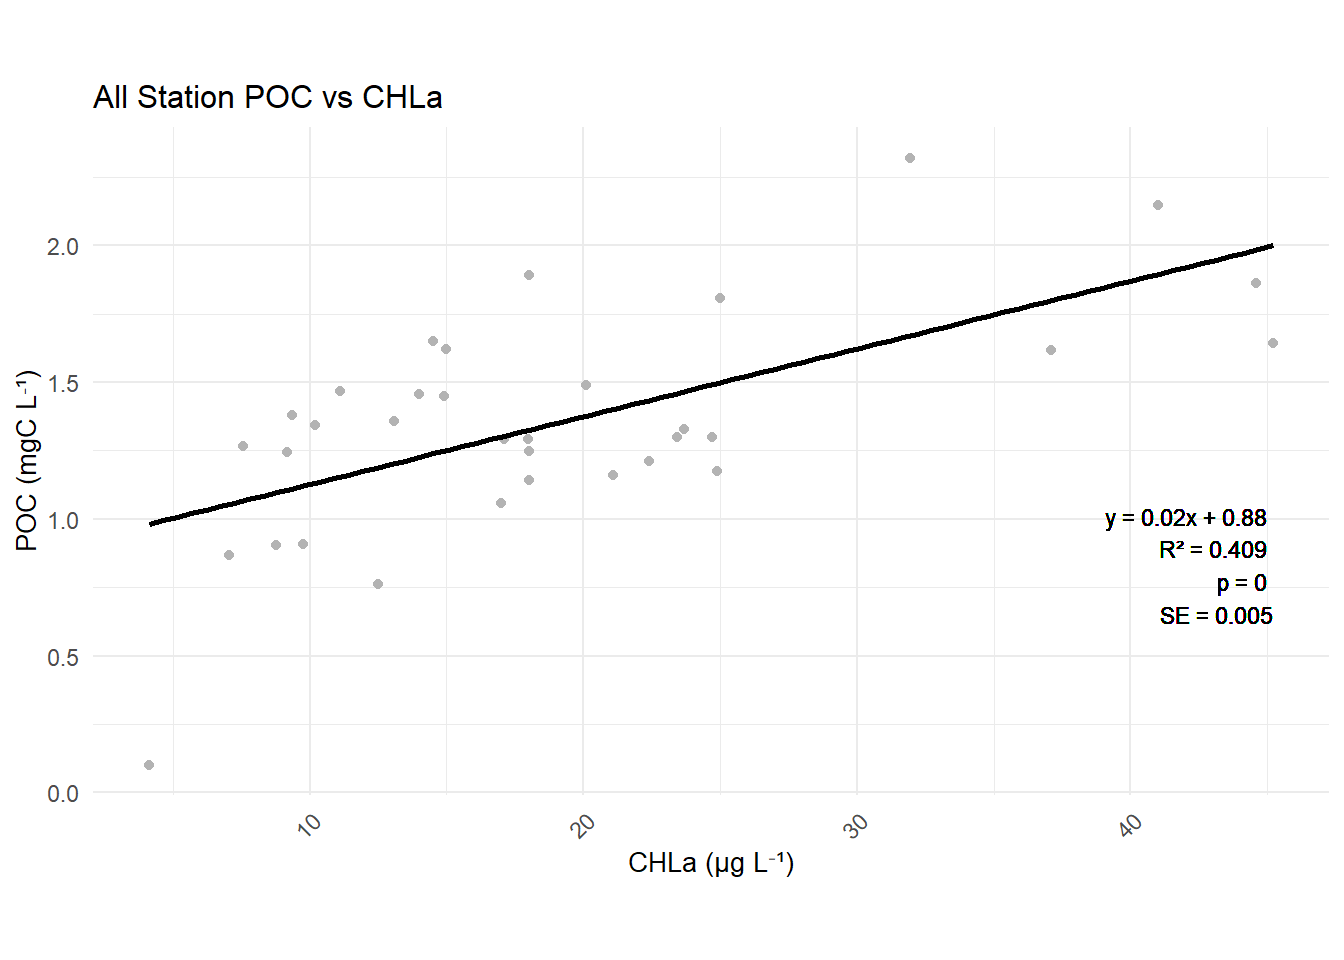 All Station POC vs CHLa
POC (mgC L⁻¹)
2.0
1.5
1.0
0.5
0.0
y = 0.02x + 0.88
R² = 0.409
p = 0
SE = 0.005
10
20
30
40
CHLa (µg L⁻¹)